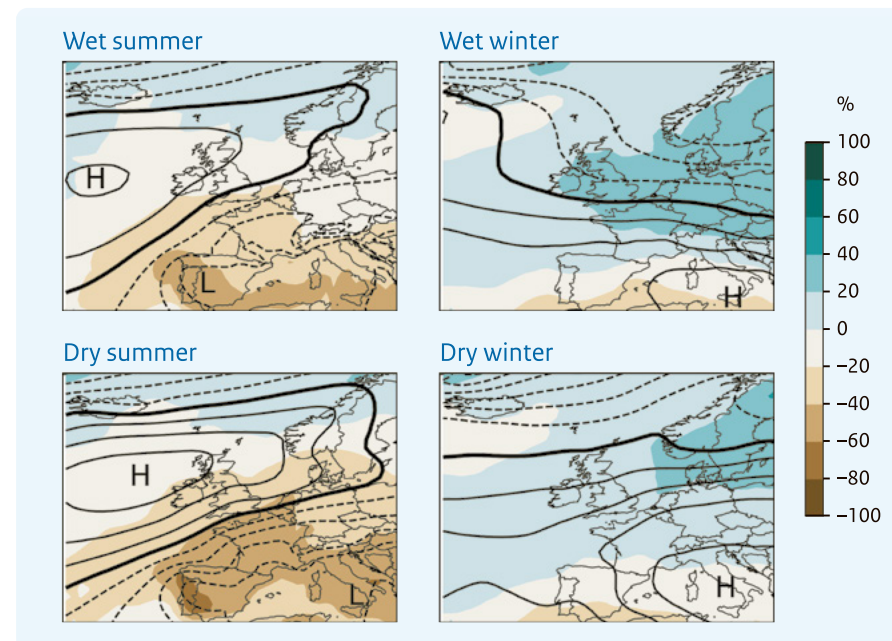 Wet summer
Wet winter
H
L
H
%
100
80
60
40
20
0
−20
−40
−60
−80
−100
Dry summer
Dry winter
H
L
H